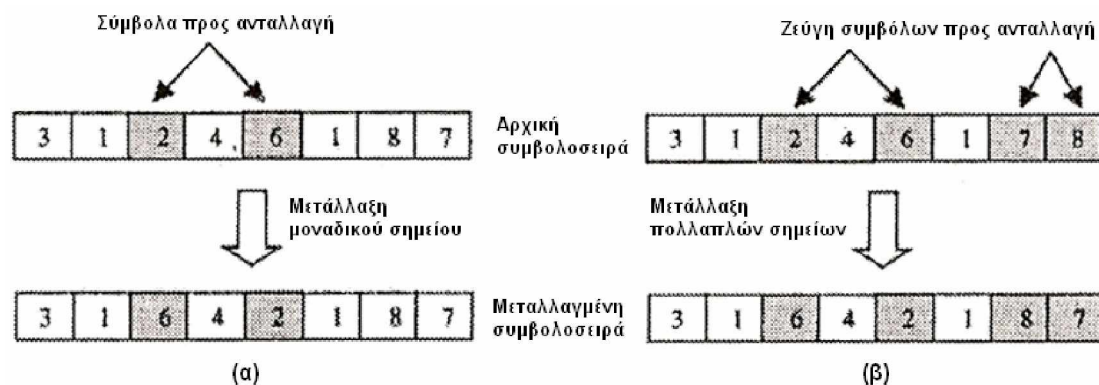 Σύμβολα προς ανταλλαγή
Ζεύγη συμβόλων προς ανταλλαγή
3 1 2 4 6 1 8 7
Αρχική
συμβολοσειρά
3 1 2 4 6 1 7 8
Μετάλλαξη
μοναδικού σημείου
Μετάλλαξη
πολλαπλών σημείων
3 1 6 4 2 1 8 7
Μεταλλαγμένη
συμβολοσειρά
3 1 6 4 2 1 8 7
(α)
(β)